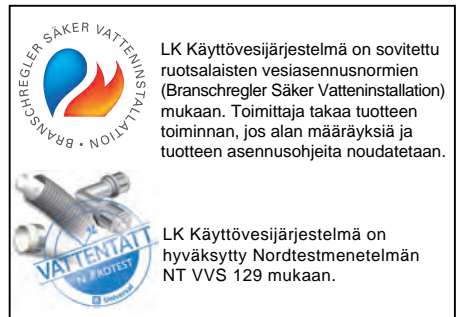 BRANSCHREGLER SÄKER VATTENINSTALLATION •
LK Käyttövesijärjestelmä on sovitettu
ruotsalaisten vesiasennusnormien
(Branschregler Säker Vatteninstallation)
mukaan. Toimittaja takaa tuotteen
toiminnan, jos alan määräyksiä ja
tuotteen asennusohjeita noudatetaan.
VATTENTÄTT
Universal
LK Käyttövesijärjestelmä on
hyväksytty Nordtestmenetelmän
NT VVS 129 mukaan.